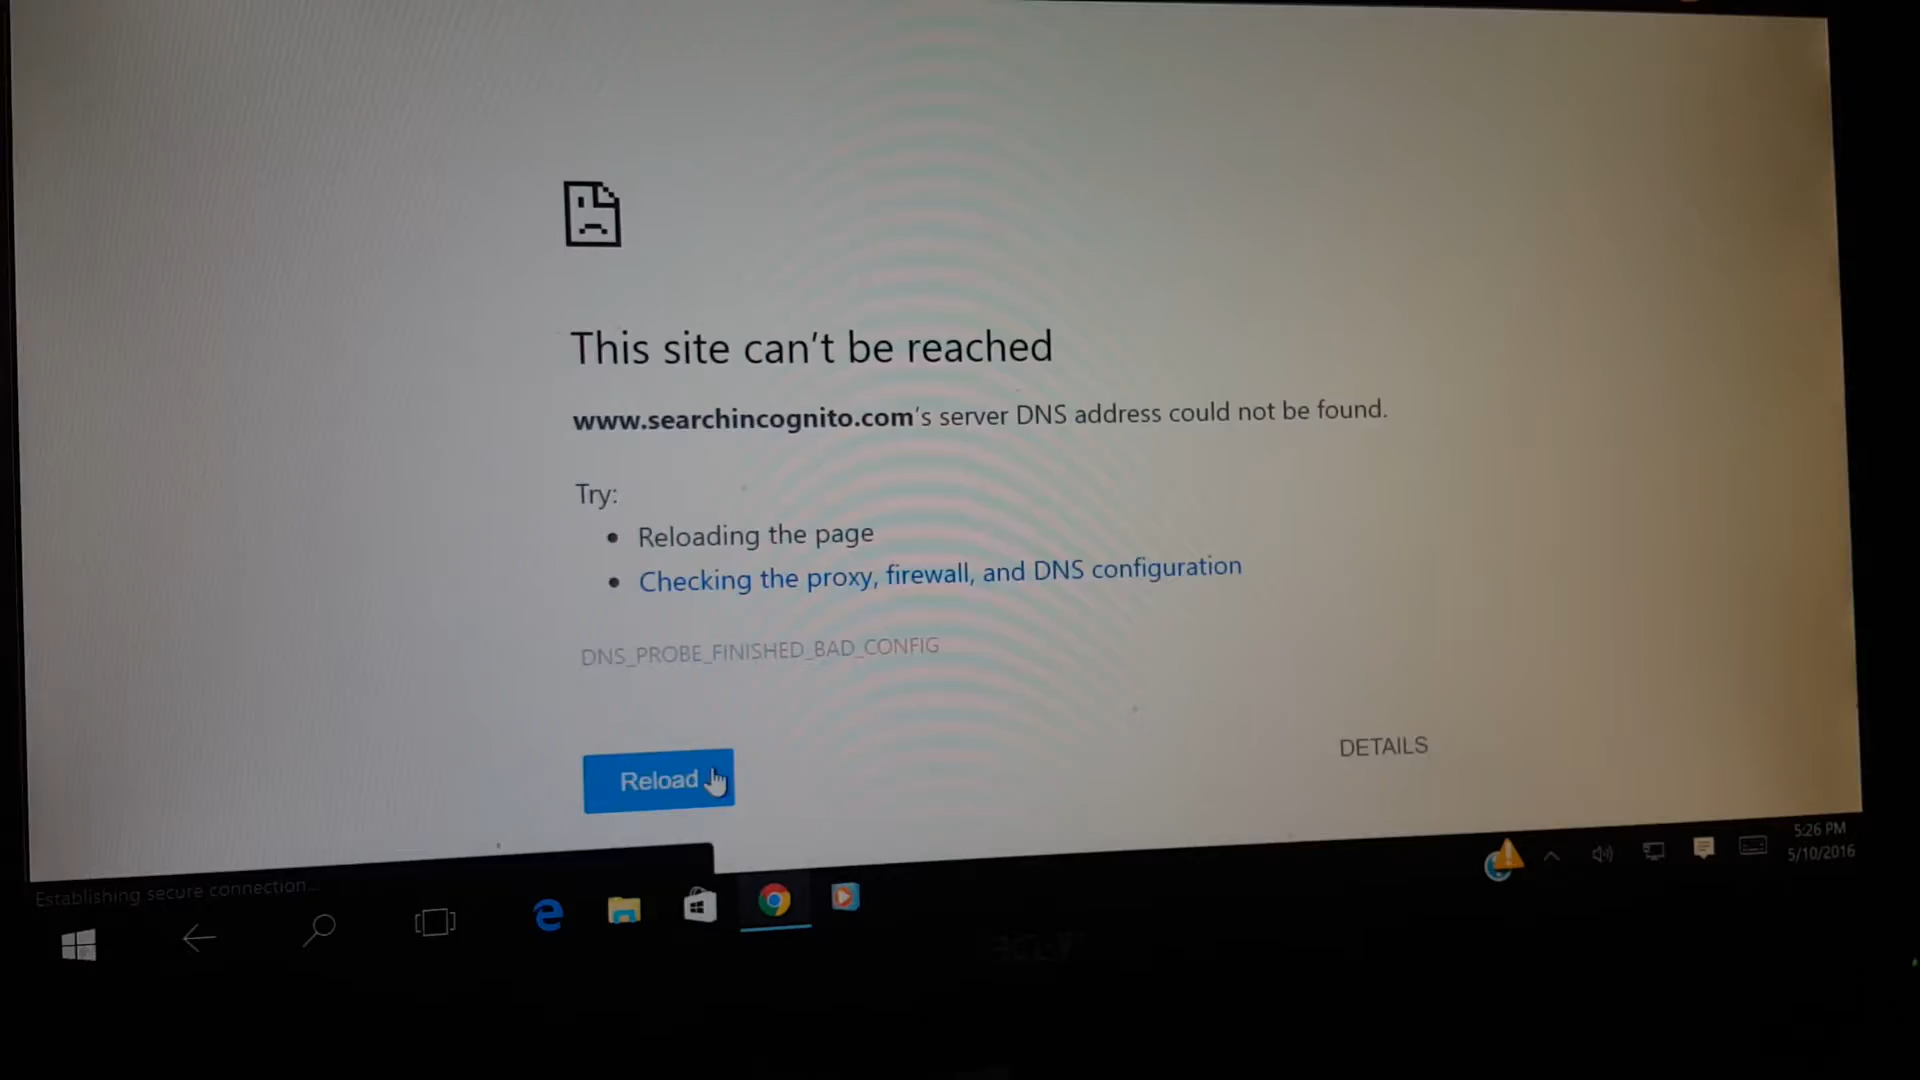 This site can't be reached
www.searchincognito.com's server DNS address could not be found.
Try:
Reloading the page
Checking the proxy, firewall, and DNS configuration
DNS_PROBE_FINISHED_BAD_CONFIG
Reload
DETAILS
Establishing secure connection...
5:26 PM
5/10/2016
acer